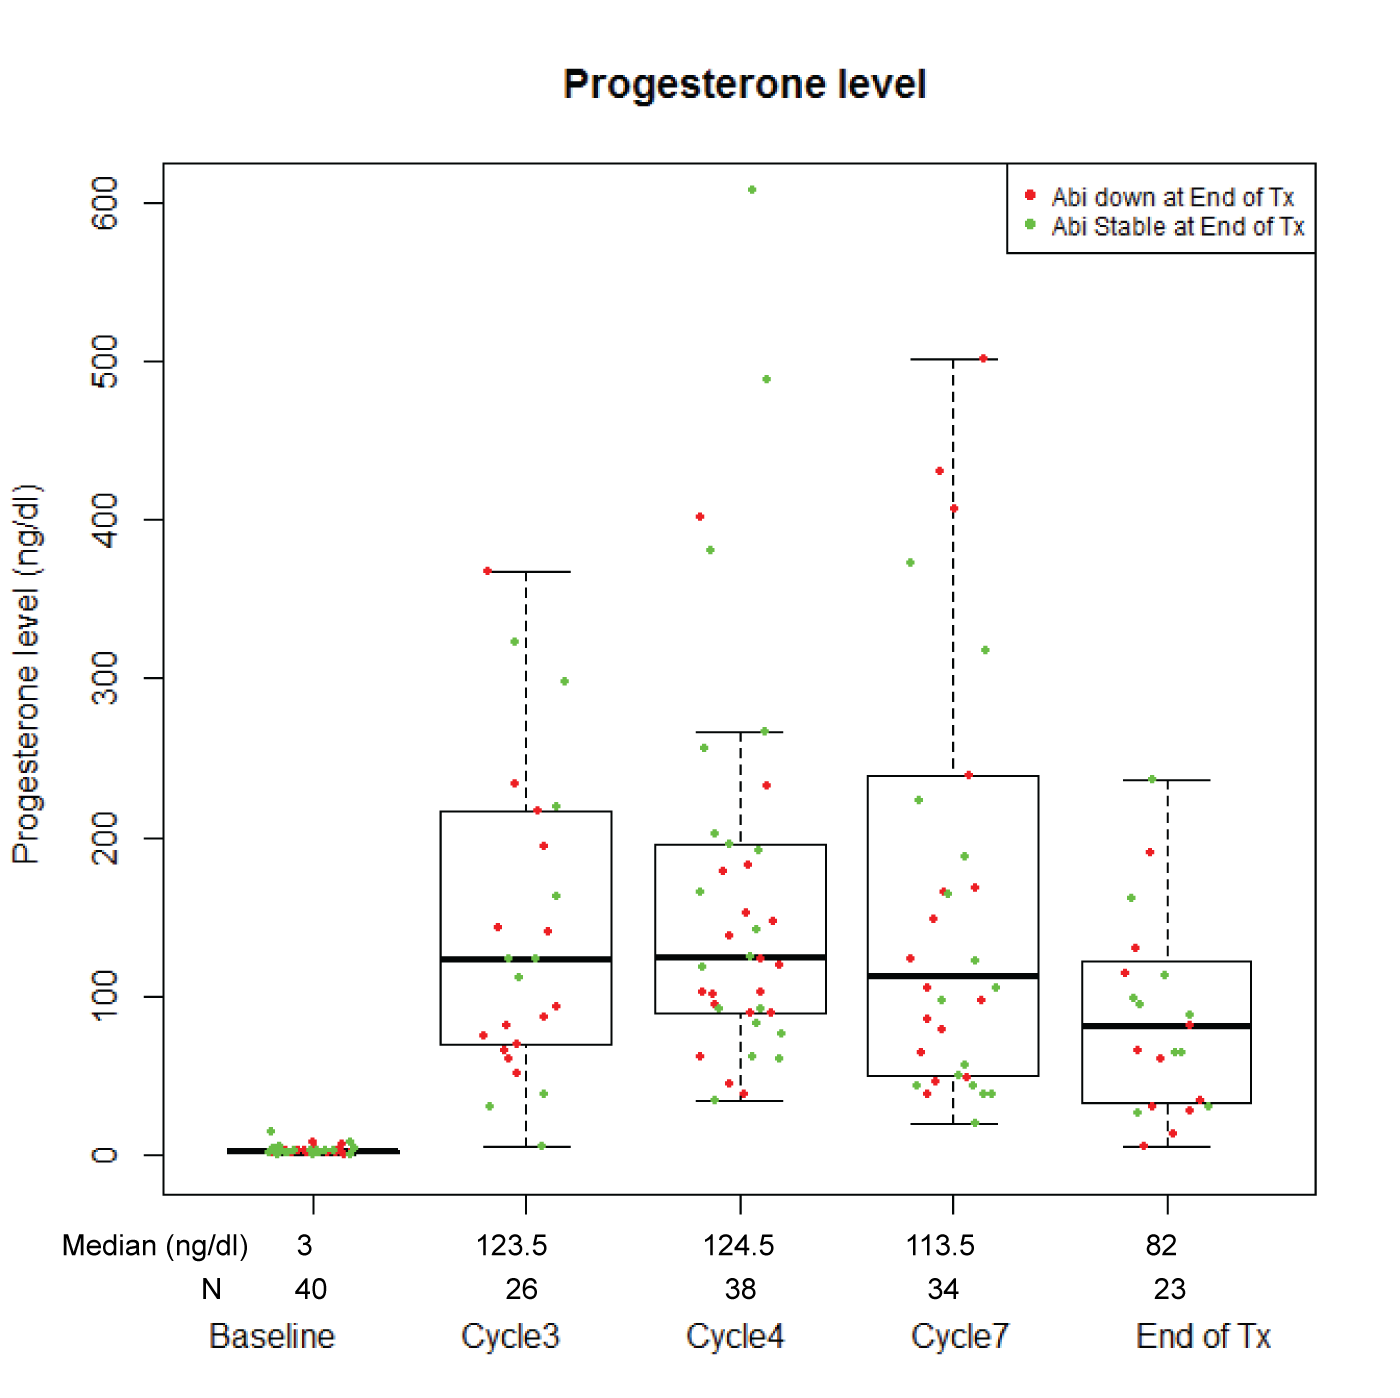 Progesterone level
Abi down at End of Tx
Abi Stable at End of Tx
Progesterone level (ng/dl)
600
500
400
300
200
100
0
Median (ng/dl) 3 123.5 124.5 113.5 82
N 40 26 38 34 23
Baseline Cycle3 Cycle4 Cycle7 End of Tx